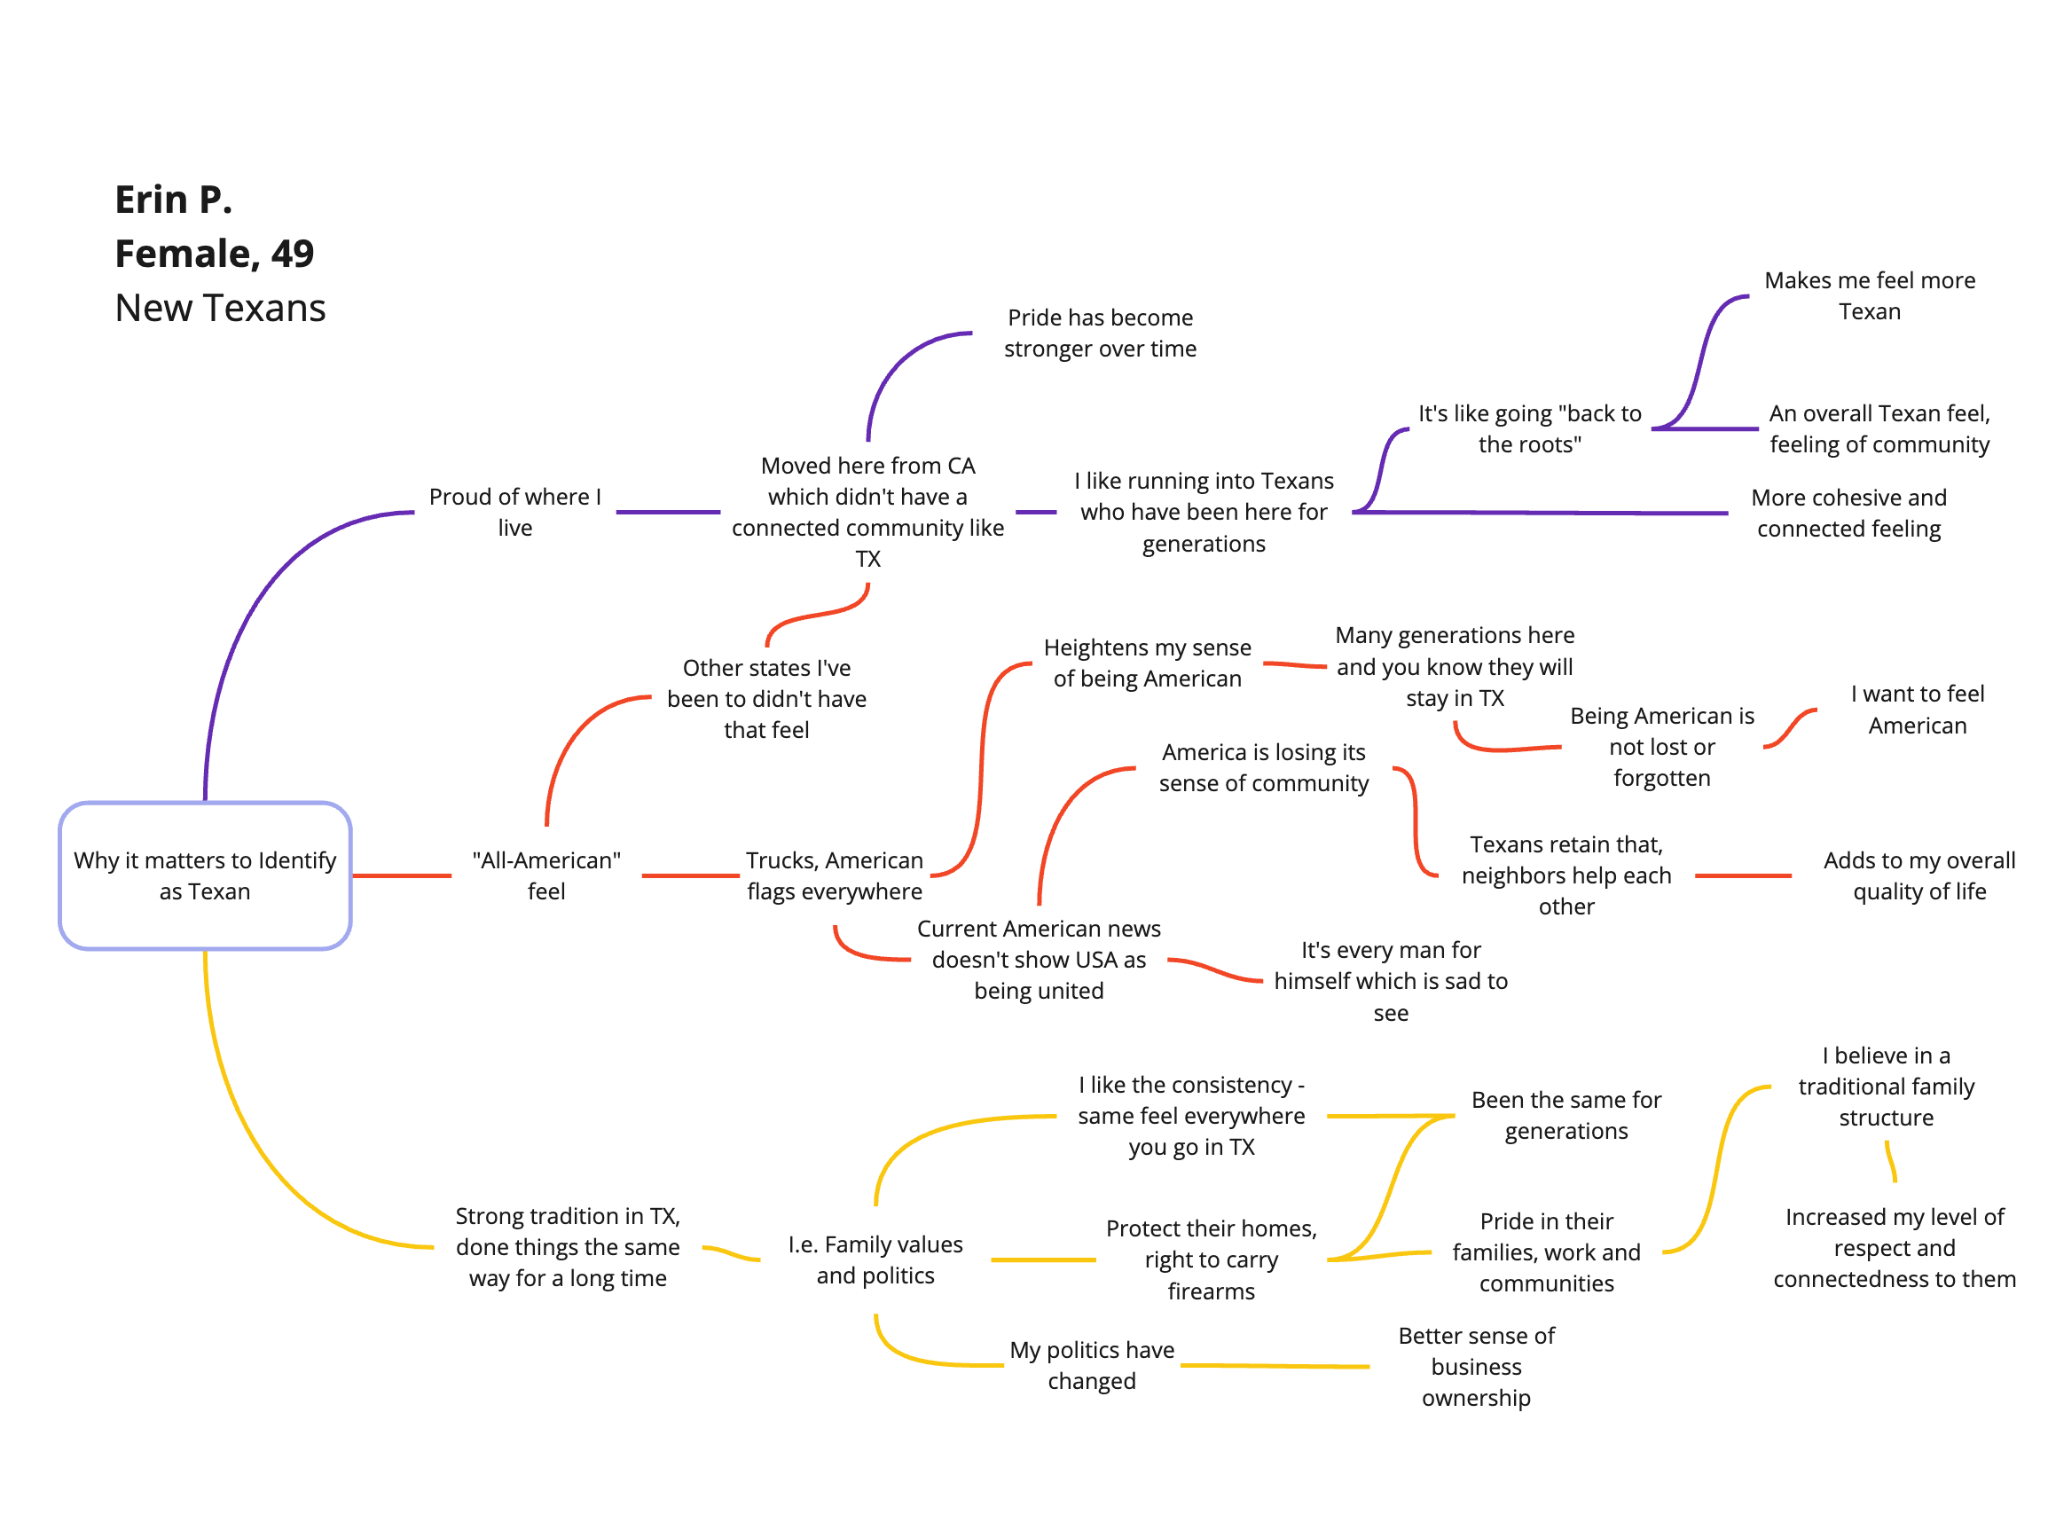 Erin P.
Female, 49
New Texans
Why it matters to Identify
as Texan
Proud of where I
live
Moved here from CA
which didn't have a
connected community like
TX
Pride has become
stronger over time
I like running into Texans
who have been here for
generations
It's like going "back to
the roots"
Makes me feel more
Texan
An overall Texan feel,
feeling of community
More cohesive and
connected feeling
"All-American"
feel
Other states I've
been to didn't have
that feel
Trucks, American
flags everywhere
Heightens my sense
of being American
Many generations here
and you know they will
stay in TX
Being American is
not lost or
forgotten
I want to feel
American
Current American news
doesn't show USA as
being united
America is losing its
sense of community
Texans retain that,
neighbors help each
other
Adds to my overall
quality of life
It's every man for
himself which is sad to
see
Strong tradition in TX,
done things the same
way for a long time
I.e. Family values
and politics
I like the consistency -
same feel everywhere
you go in TX
Been the same for
generations
Protect their homes,
right to carry
firearms
Pride in their
families, work and
communities
I believe in a
traditional family
structure
Increased my level of
respect and
connectedness to them
My politics have
changed
Better sense of
business
ownership